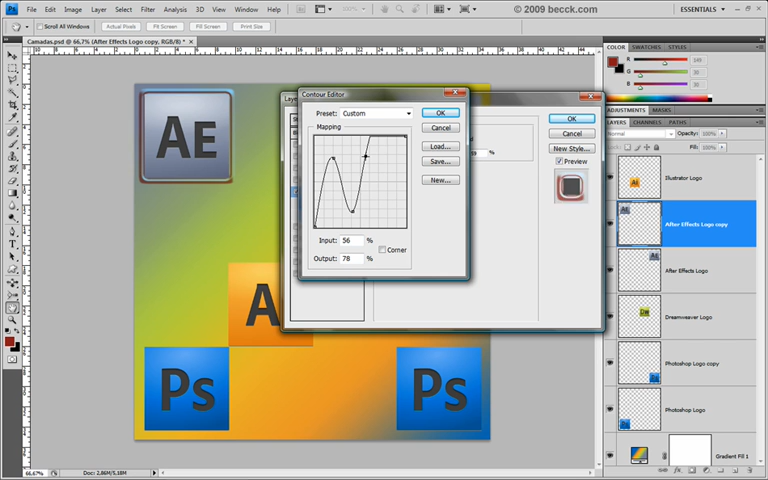 Ps File Edit Image Layer Select Filter Analysis 3D View Window Help Br
© 2009 becck.com
ESSENTIALS
Scroll All Windows Actual Pixels Fit Screen Fill Screen Print Size
Camadas.psd @ 66,7% (After Effects Logo copy, RGB/8) *
AE
A
Ps
Ps
Contour Editor
Preset: Custom
OK
Cancel
Load...
Save...
New...
Mapping
Input: 56 %
Output: 78 %
Corner
OK
Cancel
New Style...
Preview
%
COLOR SWATCHES STYLES
R
G
B
ADJUSTMENTS MASKS
LAYERS CHANNELS PATHS
Normal Opacity:
Lock: Fill:
Illustrator Logo
After Effects Logo copy
After Effects Logo
Dreamweaver Logo
Photoshop Logo copy
Photoshop Logo
Gradient Fill 1
66,67% Doc: 2,86M/5,18M